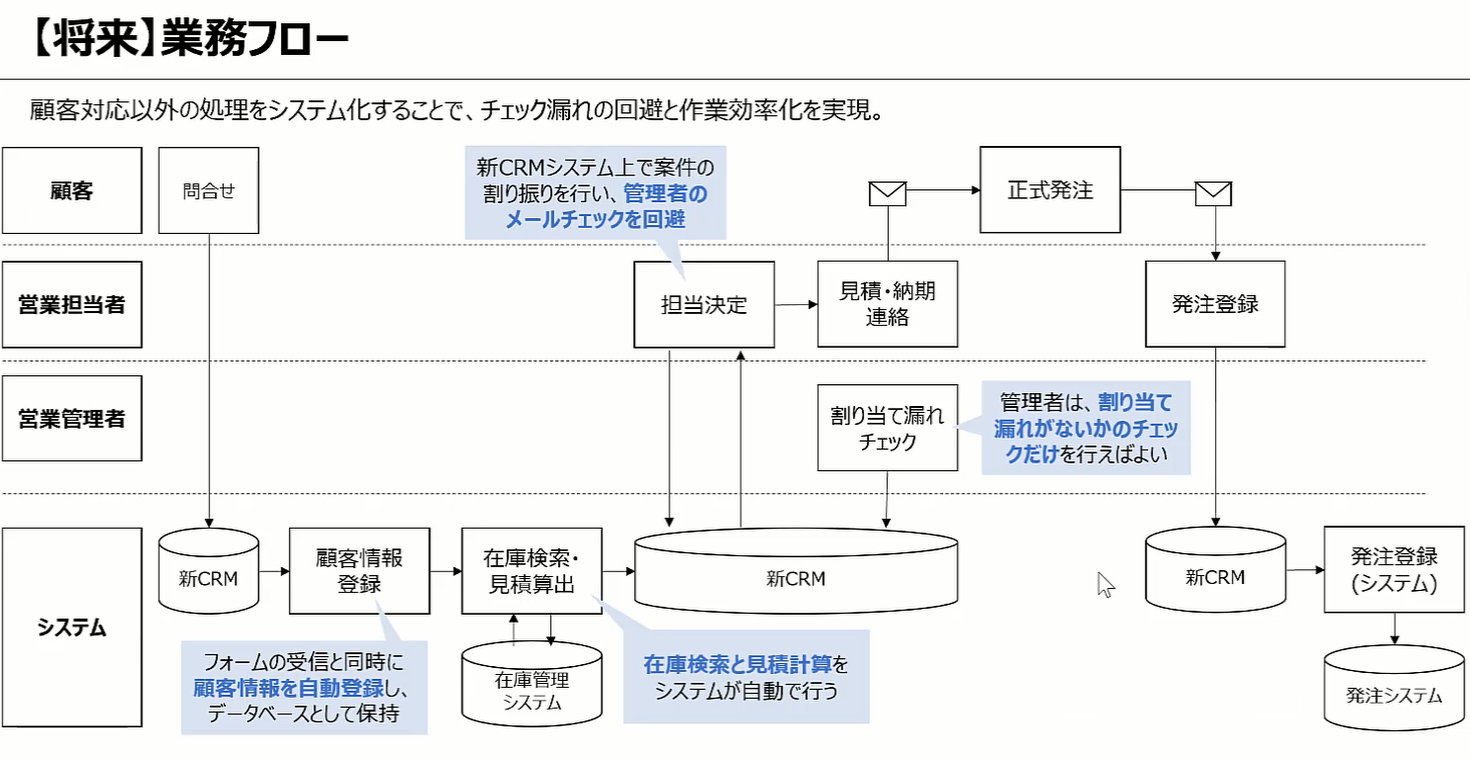 【将来】業務フロー
顧客対応以外の処理をシステム化することで、チェック漏れの回避と作業効率化を実現。
顧客
問合せ
新CRMシステム上で案件の
割り振りを行い、管理者の
メールチェックを回避
正式発注
営業担当者
担当決定
見積・納期
連絡
発注登録
営業管理者
割り当て漏れ
チェック
管理者は、割り当て
漏れがないかのチェッ
クだけを行えばよい
システム
新CRM
顧客情報
登録
在庫検索・
見積算出
新CRM
新CRM
発注登録
(システム)
フォームの受信と同時に
顧客情報を自動登録し、
データベースとして保持
在庫管理
システム
在庫検索と見積計算を
システムが自動で行う
発注システム